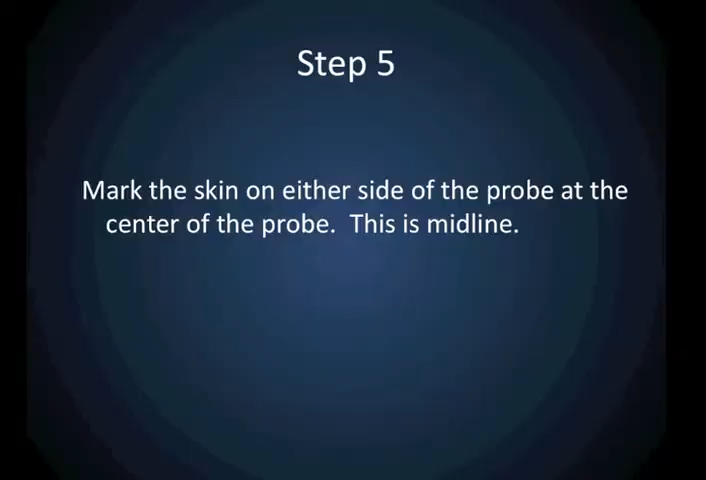 Step 5
Mark the skin on either side of the probe at the
center of the probe.  This is midline.